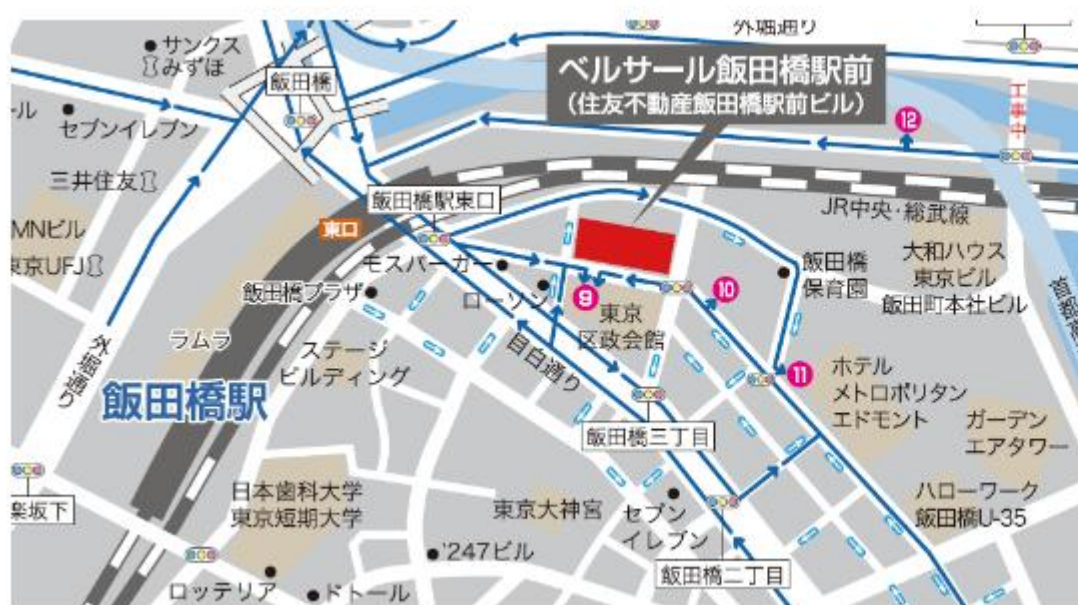 外堀通り
サンクス
みずほ
飯田橋
ベルサール飯田橋駅前
(住友不動産飯田橋駅前ビル)
工事中
12
ール
セブンイレブン
三井住友
飯田橋駅東口
JR中央・総武線
MNビル
東口
東京UFJ
モスバーガー
飯田橋
保育園
大和ハウス
東京ビル
飯田町本社ビル
飯田橋プラザ
ローソン
9
東京
区政会館
10
外堀通り
ラムラ
ステージ
ビルディング
目白通り
11
ホテル
メトロポリタン
エドモント
飯田橋駅
飯田橋三丁目
ガーデン
エアタワー
楽坂下
日本歯科大学
東京短期大学
東京大神宮
セブン
イレブン
ハローワーク
飯田橋U-35
'247ビル
飯田橋二丁目
ロッテリア
ドトール